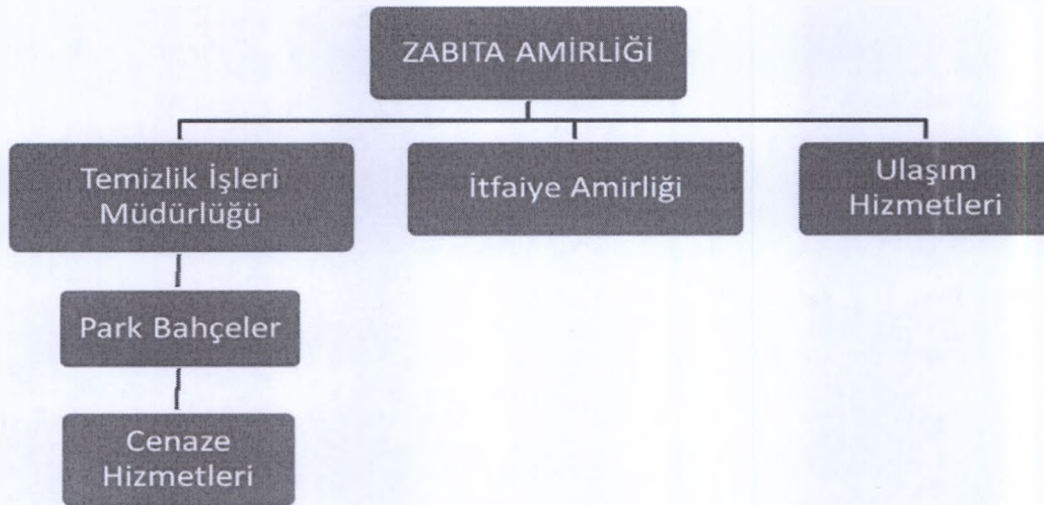 ZABITA AMİRLİĞİ
Temizlik İşleri
Müdürlüğü
İtfaiye Amirliği
Ulaşım
Hizmetleri
Park Bahçeler
Cenaze
Hizmetleri